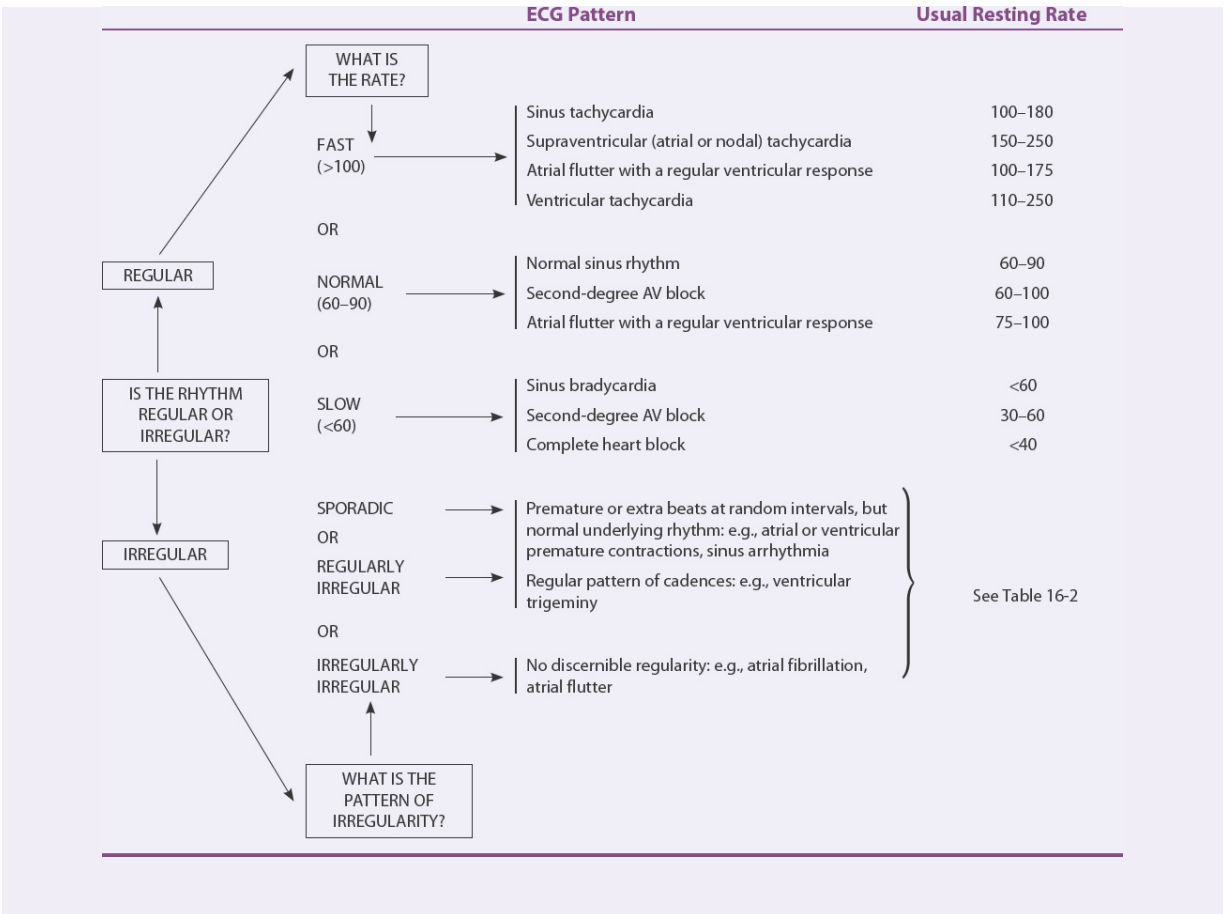 ECG Pattern Usual Resting Rate
WHAT IS
THE RATE?
FAST
(>100)
Sinus tachycardia 100–180
Supraventricular (atrial or nodal) tachycardia 150–250
Atrial flutter with a regular ventricular response 100–175
Ventricular tachycardia 110–250
OR
REGULAR
NORMAL
(60–90)
Normal sinus rhythm 60–90
Second-degree AV block 60–100
Atrial flutter with a regular ventricular response 75–100
OR
IS THE RHYTHM
REGULAR OR
IRREGULAR?
SLOW
(<60)
Sinus bradycardia <60
Second-degree AV block 30–60
Complete heart block <40
IRREGULAR
SPORADIC
Premature or extra beats at random intervals, but
normal underlying rhythm: e.g., atrial or ventricular
premature contractions, sinus arrhythmia
OR
REGULARLY
IRREGULAR
Regular pattern of cadences: e.g., ventricular
trigeminy
See Table 16-2
OR
IRREGULARLY
IRREGULAR
No discernible regularity: e.g., atrial fibrillation,
atrial flutter
WHAT IS THE
PATTERN OF
IRREGULARITY?